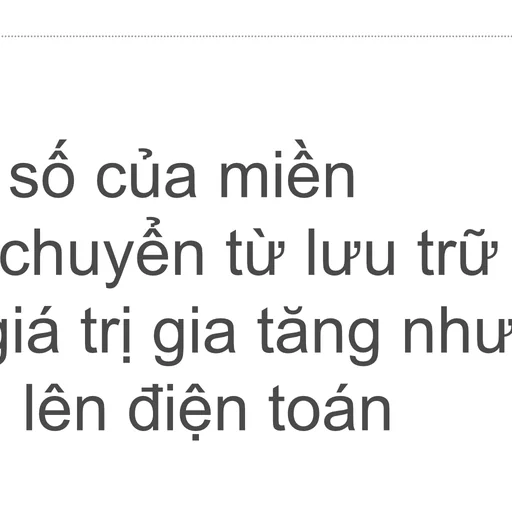 số của miền
chuyển từ lưu trữ
giá trị gia tăng như
lên điện toán